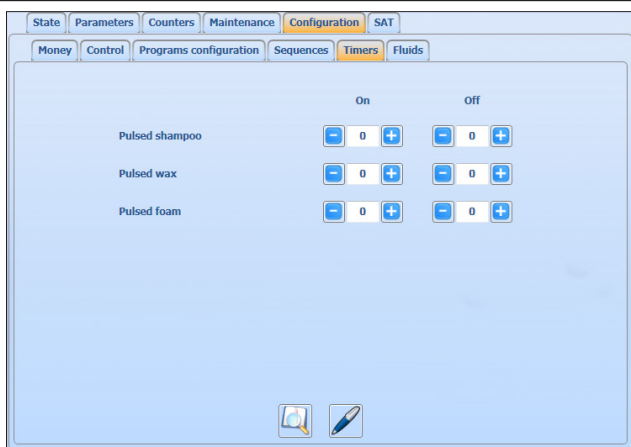 State Parameters Counters Maintenance Configuration SAT
Money Control Programs configuration Sequences Timers Fluids
On Off
Pulsed shampoo - 0 + - 0 +
Pulsed wax - 0 + - 0 +
Pulsed foam - 0 + - 0 +